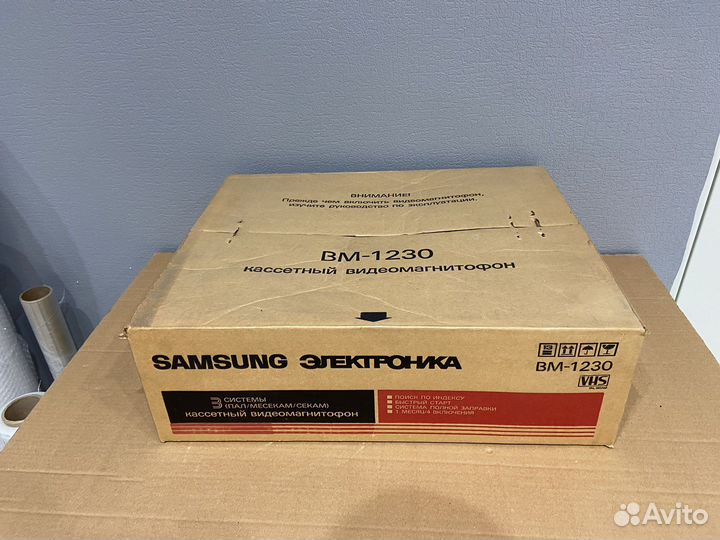 ВНИМАНИЕ!
Прежде чем включить видеомагнитофон,
изучите руководство по эксплуатации.
ВМ-1230
кассетный видеомагнитофон
SAMSUNG ЭЛЕКТРОНИКА
ВМ-1230
VHS
3 СИСТЕМЫ
(ПАЛ/МЕСЕКАМ/СЕКАМ)
кассетный видеомагнитофон
ПОИСК ПО ИНДЕКСУ
БЫСТРЫЙ СТАРТ
СИСТЕМА ПОЛНОЙ ЗАПРАВКИ
1 МЕСЯЦ/4 ВКЛЮЧЕНИЯ
Avito